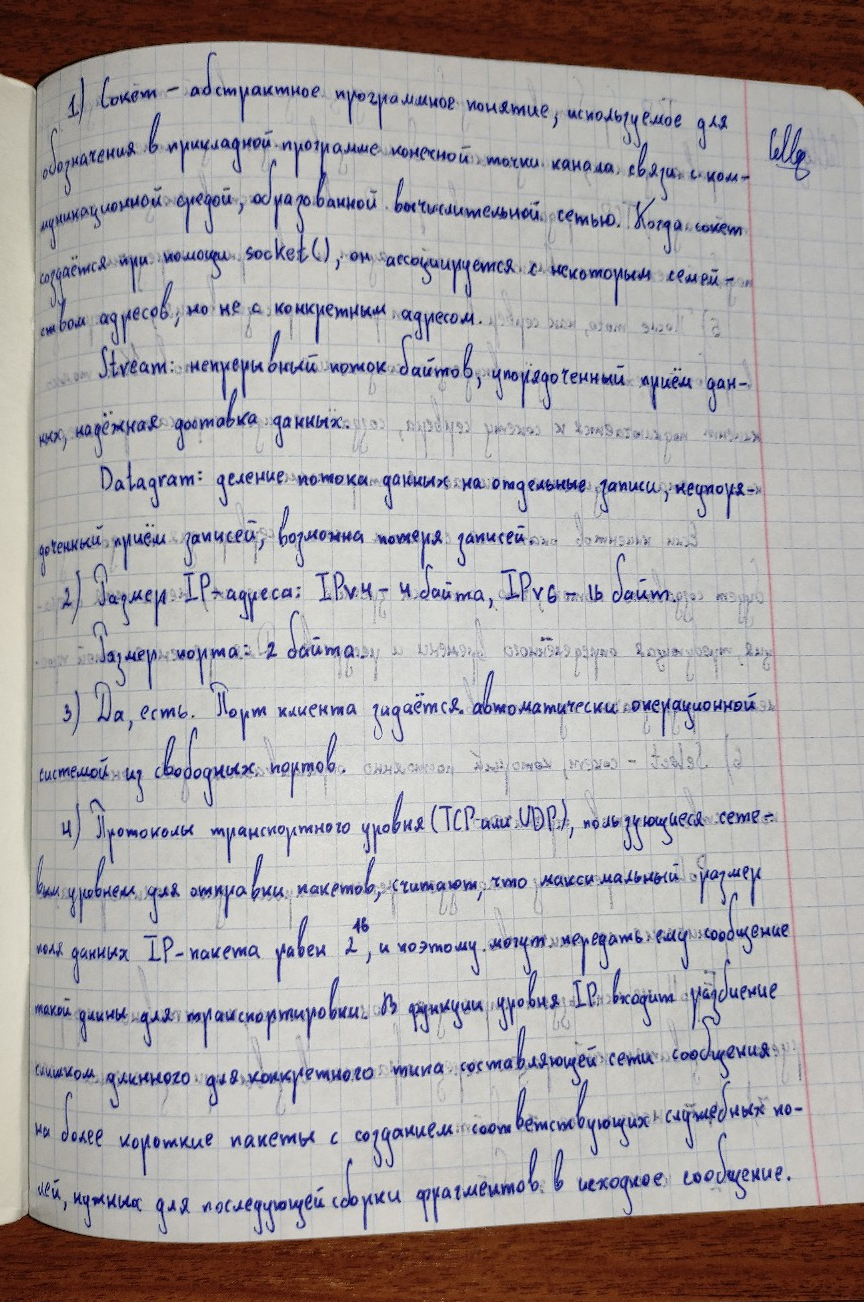 1) Сокет – абстрактное программное понятие, используемое для
обозначения в прикладной программе конечной точки канала связи с ком-
муникационной средой, образованной вычислительной сетью. Когда сокет
создаётся при помощи socket(), он ассоциируется с некоторым семей-
ством адресов, но не с конкретным адресом.
Stream: непрерывный поток байтов, упорядоченный приём дан-
ных, надёжная доставка данных.
Datagram: деление потока данных на отдельные записи, неупоря-
доченный приём записей, возможна потеря записей.
2) Размер IP-адреса: IPv4 – 4 байта, IPv6 – 16 байт.
Размер порта: 2 байта.
3) Да, есть. Порт клиента задаётся автоматически операционной
системой из свободных портов.
4) Протоколы транспортного уровня (TCP или UDP), пользующиеся сете-
вым уровнем для отправки пакетов, считают, что максимальный размер
поля данных IP-пакета равен 2^16, и поэтому могут передать ему сообщение
такой длины для транспортировки. В функции уровня IP входит разбиение
слишком длинного для конкретного типа составляющей сети сообщения
на более короткие пакеты с созданием соответствующих служебных по-
лей, нужных для последующей сборки фрагментов в исходное сообщение.